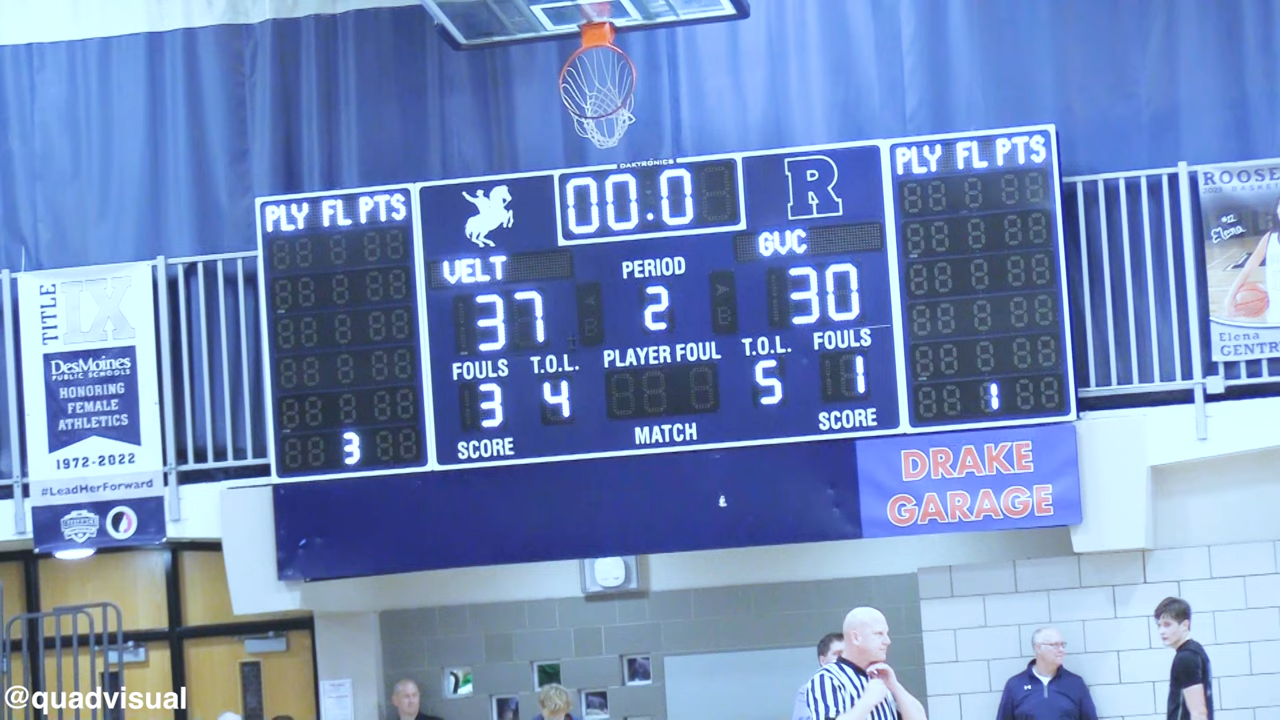 DAKTRONICS
PLY FL PTS
00.0
R
PLY FL PTS
VELT
PERIOD
GVC
37
2
30
FOULS
T.O.L.
PLAYER FOUL
T.O.L.
FOULS
3
4
5
1
SCORE
MATCH
SCORE
3
1
DRAKE
GARAGE
TITLE
IX
DesMoines
PUBLIC SCHOOLS
HONORING
FEMALE
ATHLETICS
1972-2022
#LeadHerForward
ROOSE
#11
Elena
Elena
GENTR
@quadvisual